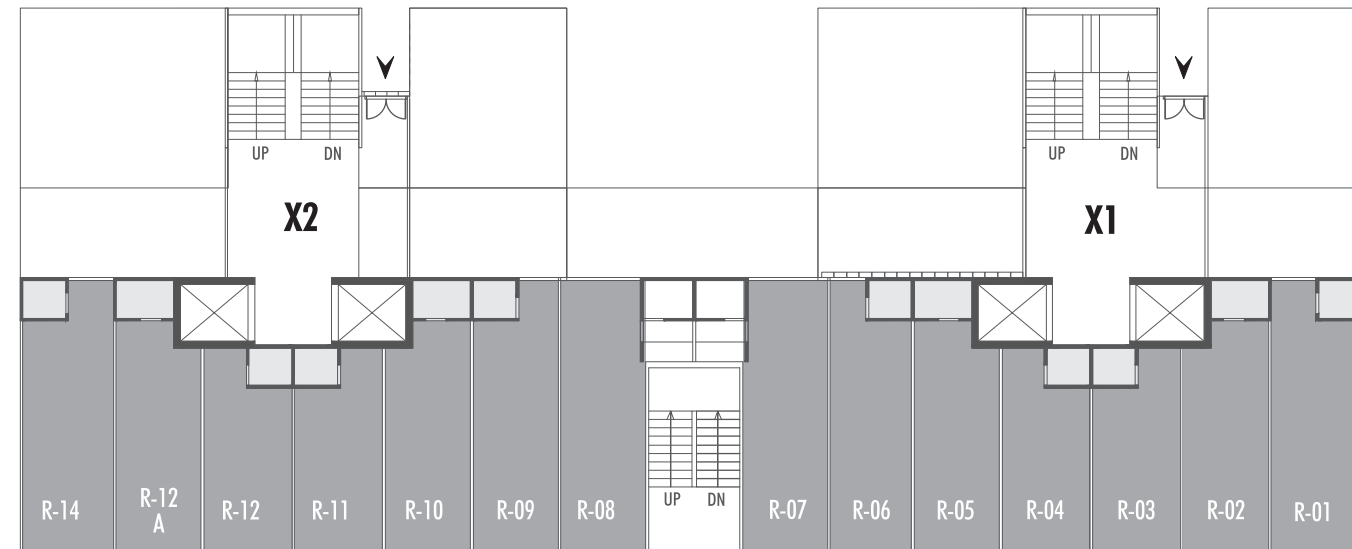 UP DN
UP DN
X2
X1
R-14
R-12
A
R-12
R-11
R-10
R-09
R-08
UP DN
R-07
R-06
R-05
R-04
R-03
R-02
R-01